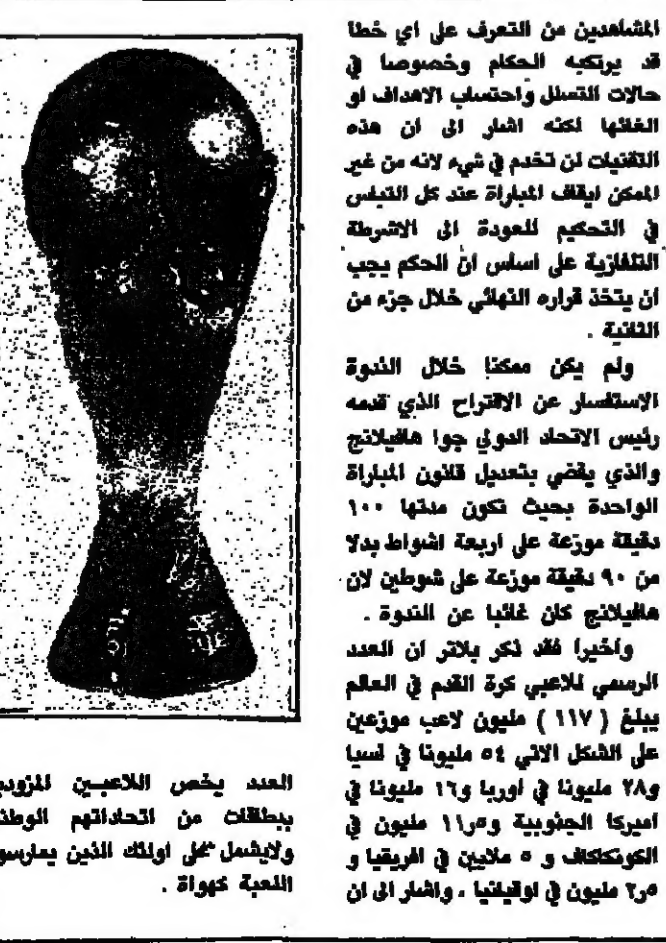 المشاهدين من التعرف على اي خطا
قد يرتكبه الحكام وخصوصا في
حالات التسلل واحتساب الاهداف او
الغائها لكنه اشار الى ان هذه
التقنيات لن تخدم في شيء لانه من غير
الممكن ايقاف المباراة عند كل التباس
في التحكيم للعودة الى الاشرطة
التلفازية على اساس ان الحكم يجب
ان يتخذ قراره النهائي خلال جزء من
الثانية .
ولم يكن ممكنا خلال الندوة
الاستفسار عن الاقتراح الذي قدمه
رئيس الاتحاد الدولي جوا هافيلانج
والذي يقضي بتعديل قانون المباراة
الواحدة بحيث تكون مدتها ١٠٠
دقيقة موزعة على اربعة اشواط بدلا
من ٩٠ دقيقة موزعة على شوطين لان
هافيلانج كان غائبا عن الندوة .
واخيرا فقد ذكر بلاتر ان العدد
الرسمي للاعبي كرة القدم في العالم
يبلغ ( ١١٧ ) مليون لاعب موزعين
على الشكل الاتي ٥٤ مليونا في اسيا
و٢٨ مليونا في اوربا و١٦ مليونا في
اميركا الجنوبية و٥ر١١ مليون في
الكونكاكاف و ٥ ملايين في افريقيا و
٥ر٢ مليون في اوقيانيا . واشار الى ان
العدد يخص اللاعبين المزودي
ببطاقات من اتحاداتهم الوطن
ولايشمل اولئك الذين يمارسو
اللعبة كهواة .